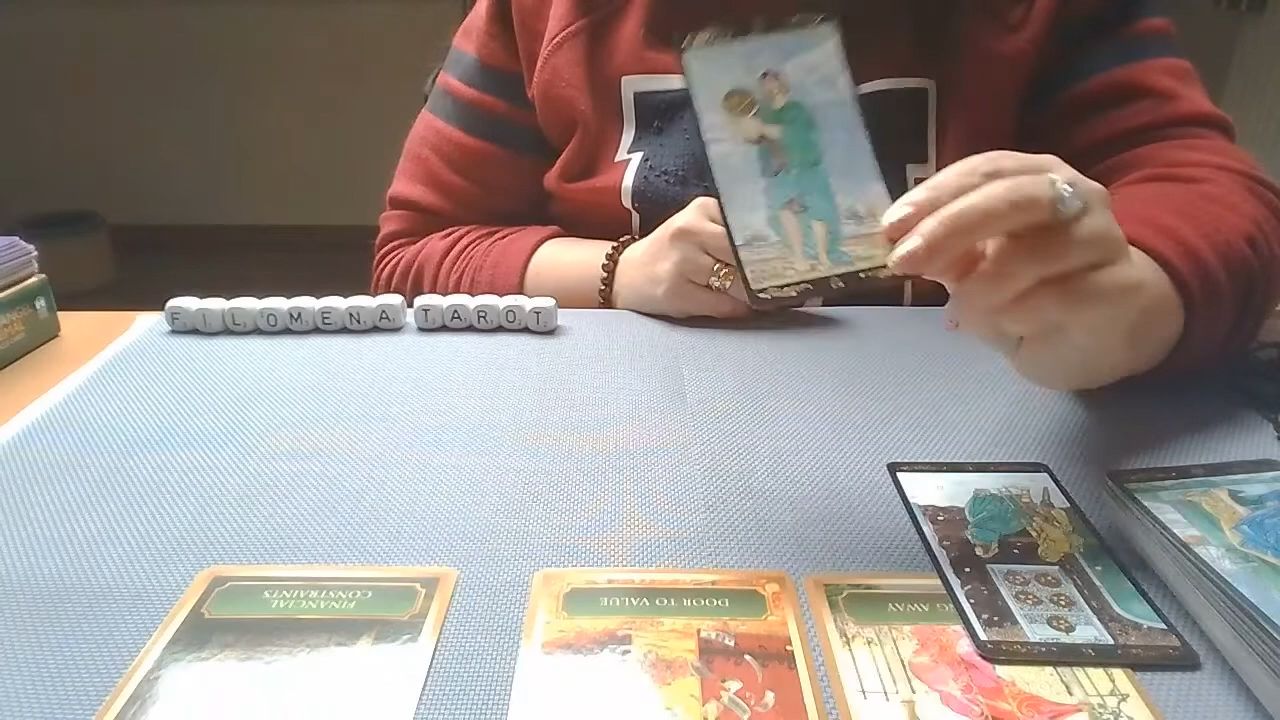 FILOMENA TAROT
FINANCIAL
CONSTRAINTS
DOOR TO VALUE
AWAY